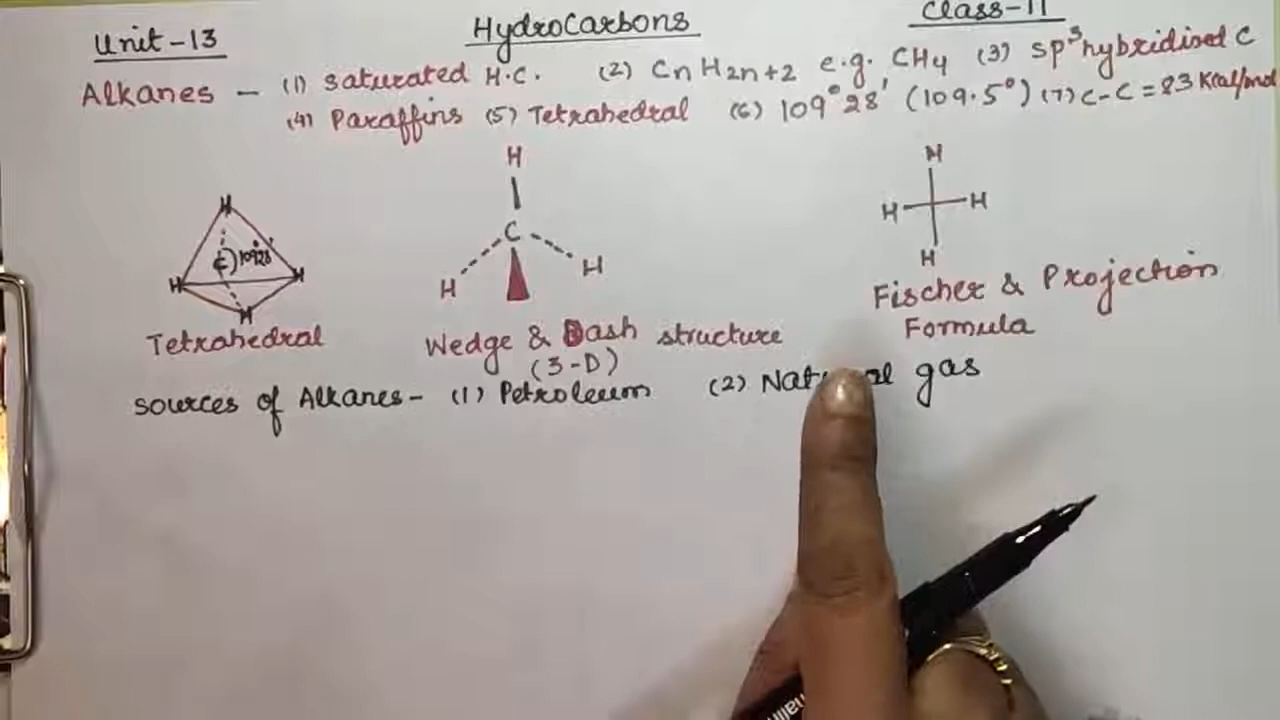 Unit-13 Hydrocarbons Class-11
Alkanes - (1) Saturated H.C. (2) CnH2n+2 e.g. CH4 (3) sp3 hybridised C
(4) Paraffins (5) Tetrahedral (6) 109°28' (109.5°) (7) C-C = 83 Kcal/mol
H
C
H
H
H
H
H
H
H
C 109°28'
H
H
H
Tetrahedral
Wedge & Dash structure
(3-D)
Fischer & Projection
Formula
Sources of Alkanes - (1) Petroleum (2) Natural gas